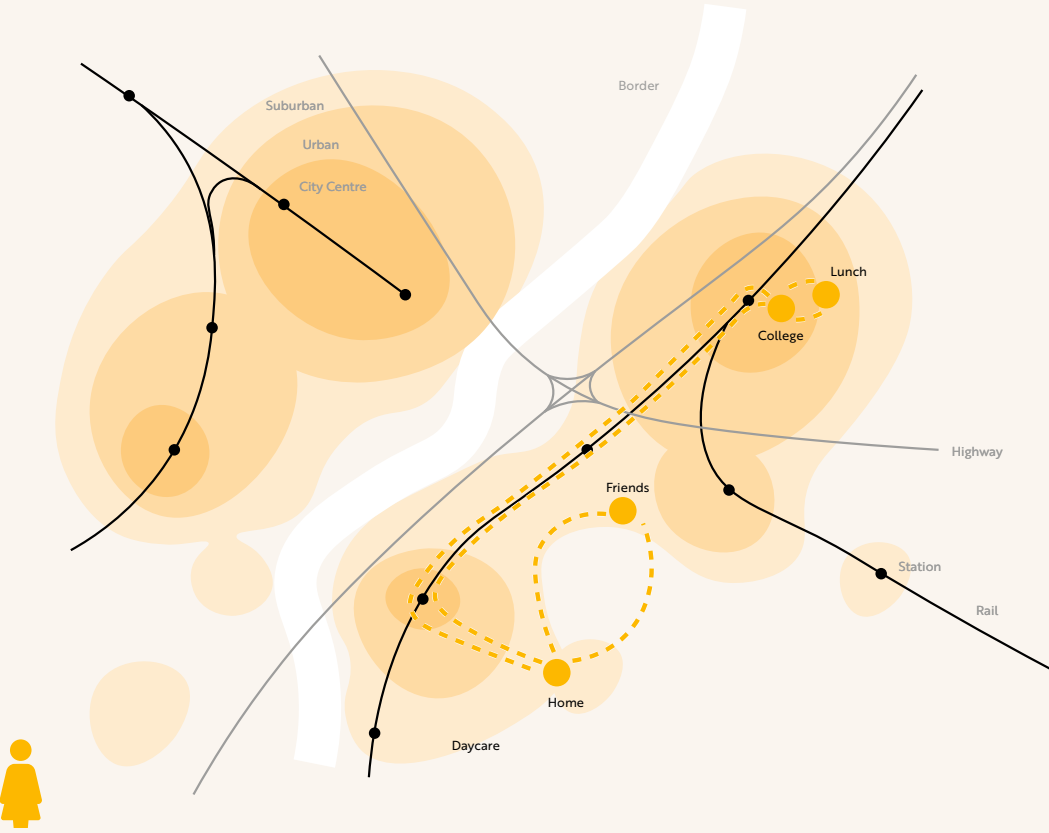 Border
Suburban
Urban
City Centre
Lunch
College
Highway
Friends
Station
Rail
Home
Daycare